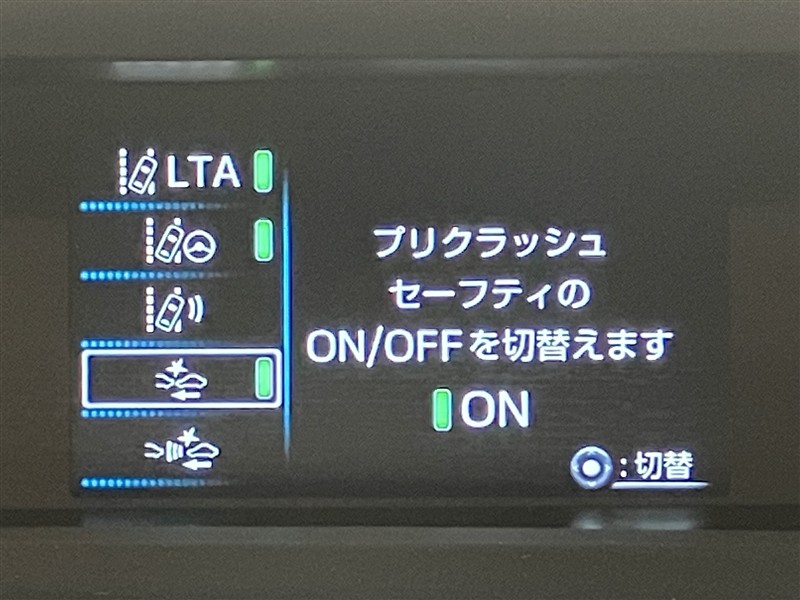 LTA
プリクラッシュ
セーフティの
ON/OFFを切替えます
ON
:切替